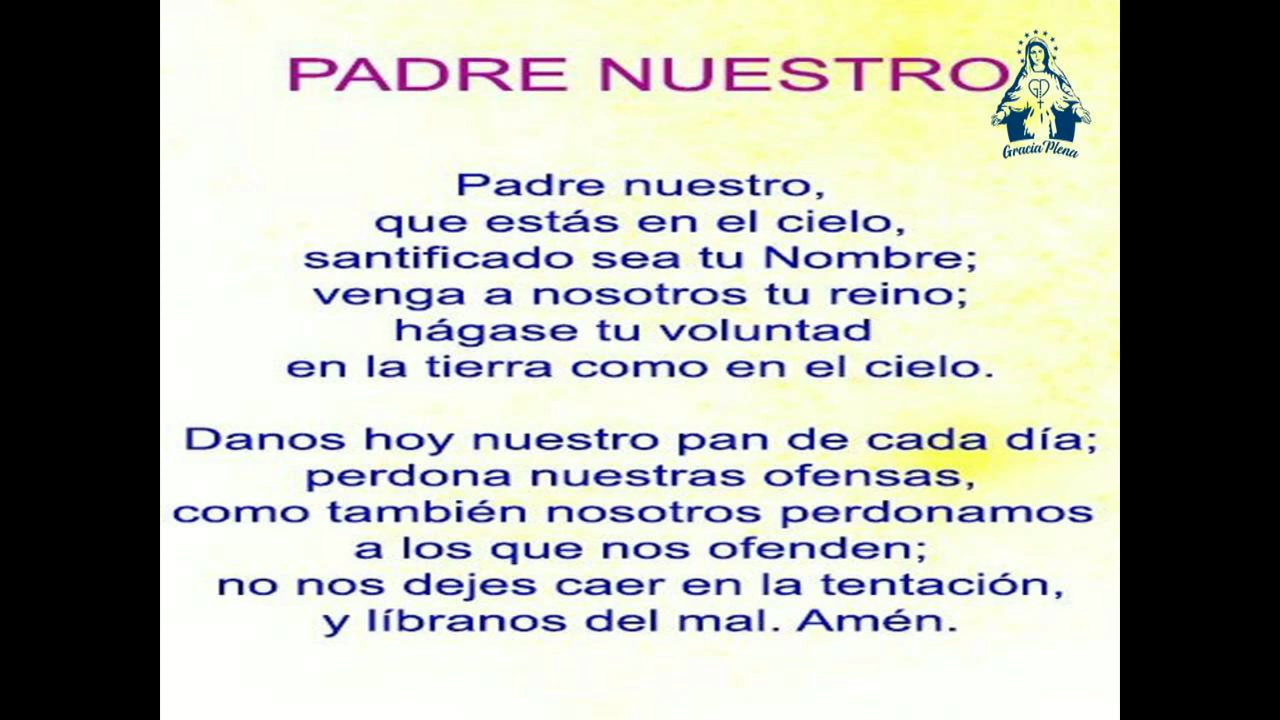 PADRE NUESTRO
Gracia Plena
Padre nuestro,
que estás en el cielo,
santificado sea tu Nombre;
venga a nosotros tu reino;
hágase tu voluntad
en la tierra como en el cielo.
Danos hoy nuestro pan de cada día;
perdona nuestras ofensas,
como también nosotros perdonamos
a los que nos ofenden;
no nos dejes caer en la tentación,
y líbranos del mal. Amén.